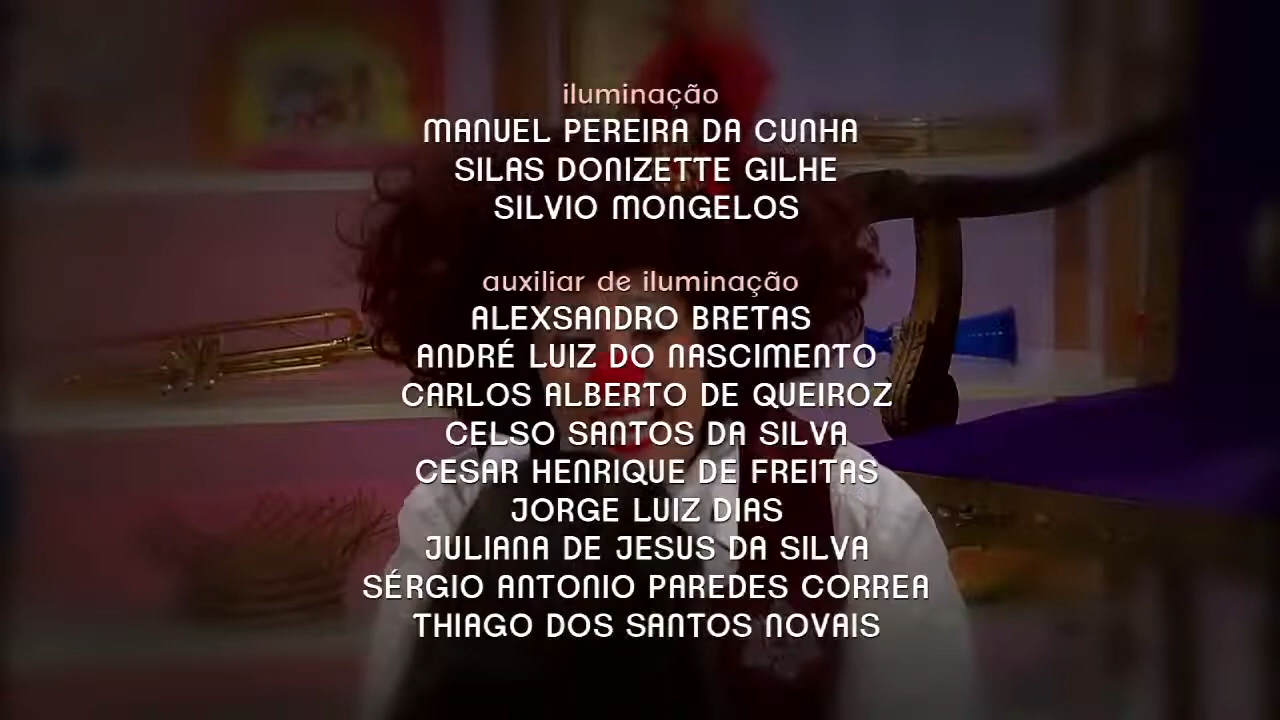 iluminação
MANUEL PEREIRA DA CUNHA
SILAS DONIZETTE GILHE
SILVIO MONGELOS
auxiliar de iluminação
ALEXSANDRO BRETAS
ANDRÉ LUIZ DO NASCIMENTO
CARLOS ALBERTO DE QUEIROZ
CELSO SANTOS DA SILVA
CESAR HENRIQUE DE FREITAS
JORGE LUIZ DIAS
JULIANA DE JESUS DA SILVA
SÉRGIO ANTONIO PAREDES CORREA
THIAGO DOS SANTOS NOVAIS